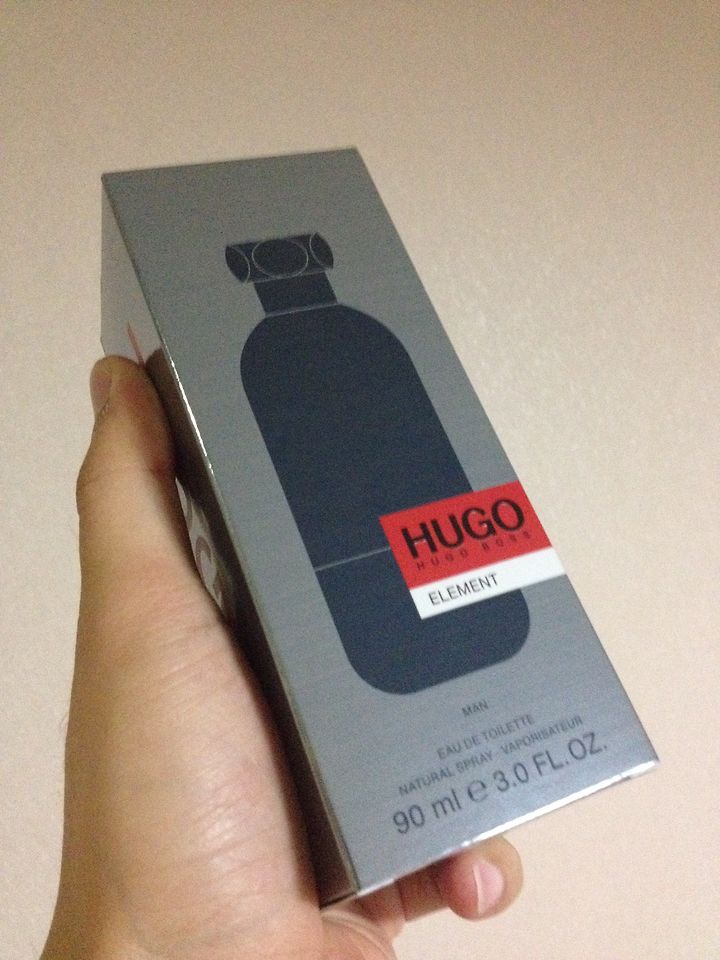 HUGO
HUGO BOSS
ELEMENT
MAN
EAU DE TOILETTE
NATURAL SPRAY - VAPORISATEUR
90 ml ℮ 3.0 FL.OZ.